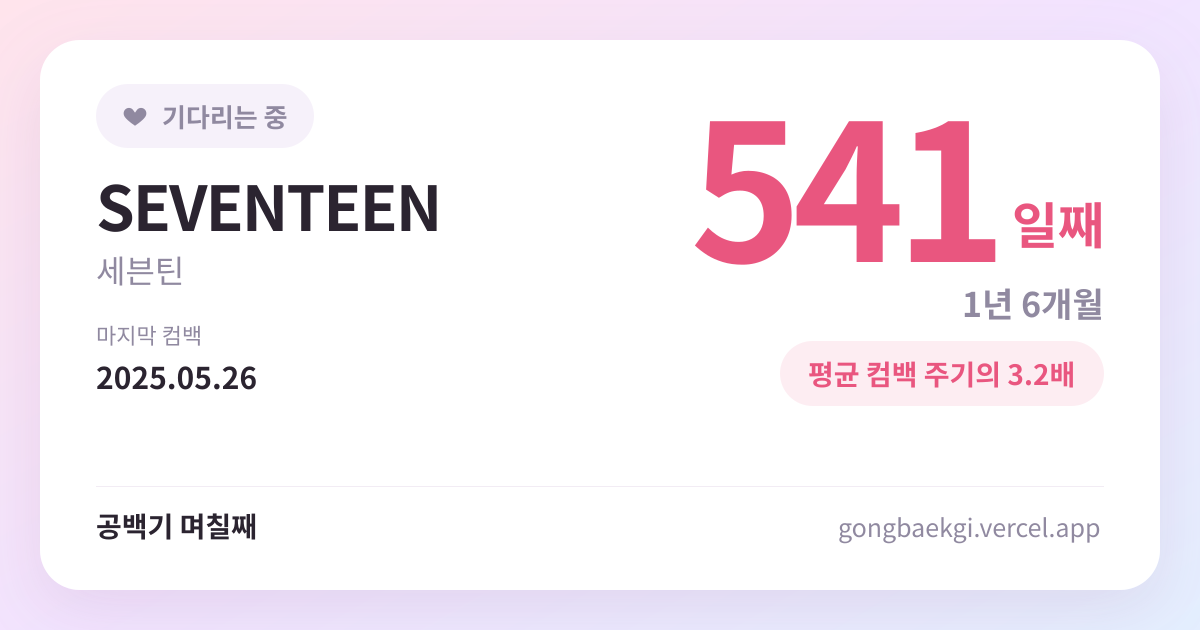 기다리는 중
SEVENTEEN
세븐틴
마지막 컴백
2025.05.26
541 일째
1년 6개월
평균 컴백 주기의 3.2배
공백기 며칠째
gongbaekgi.vercel.app